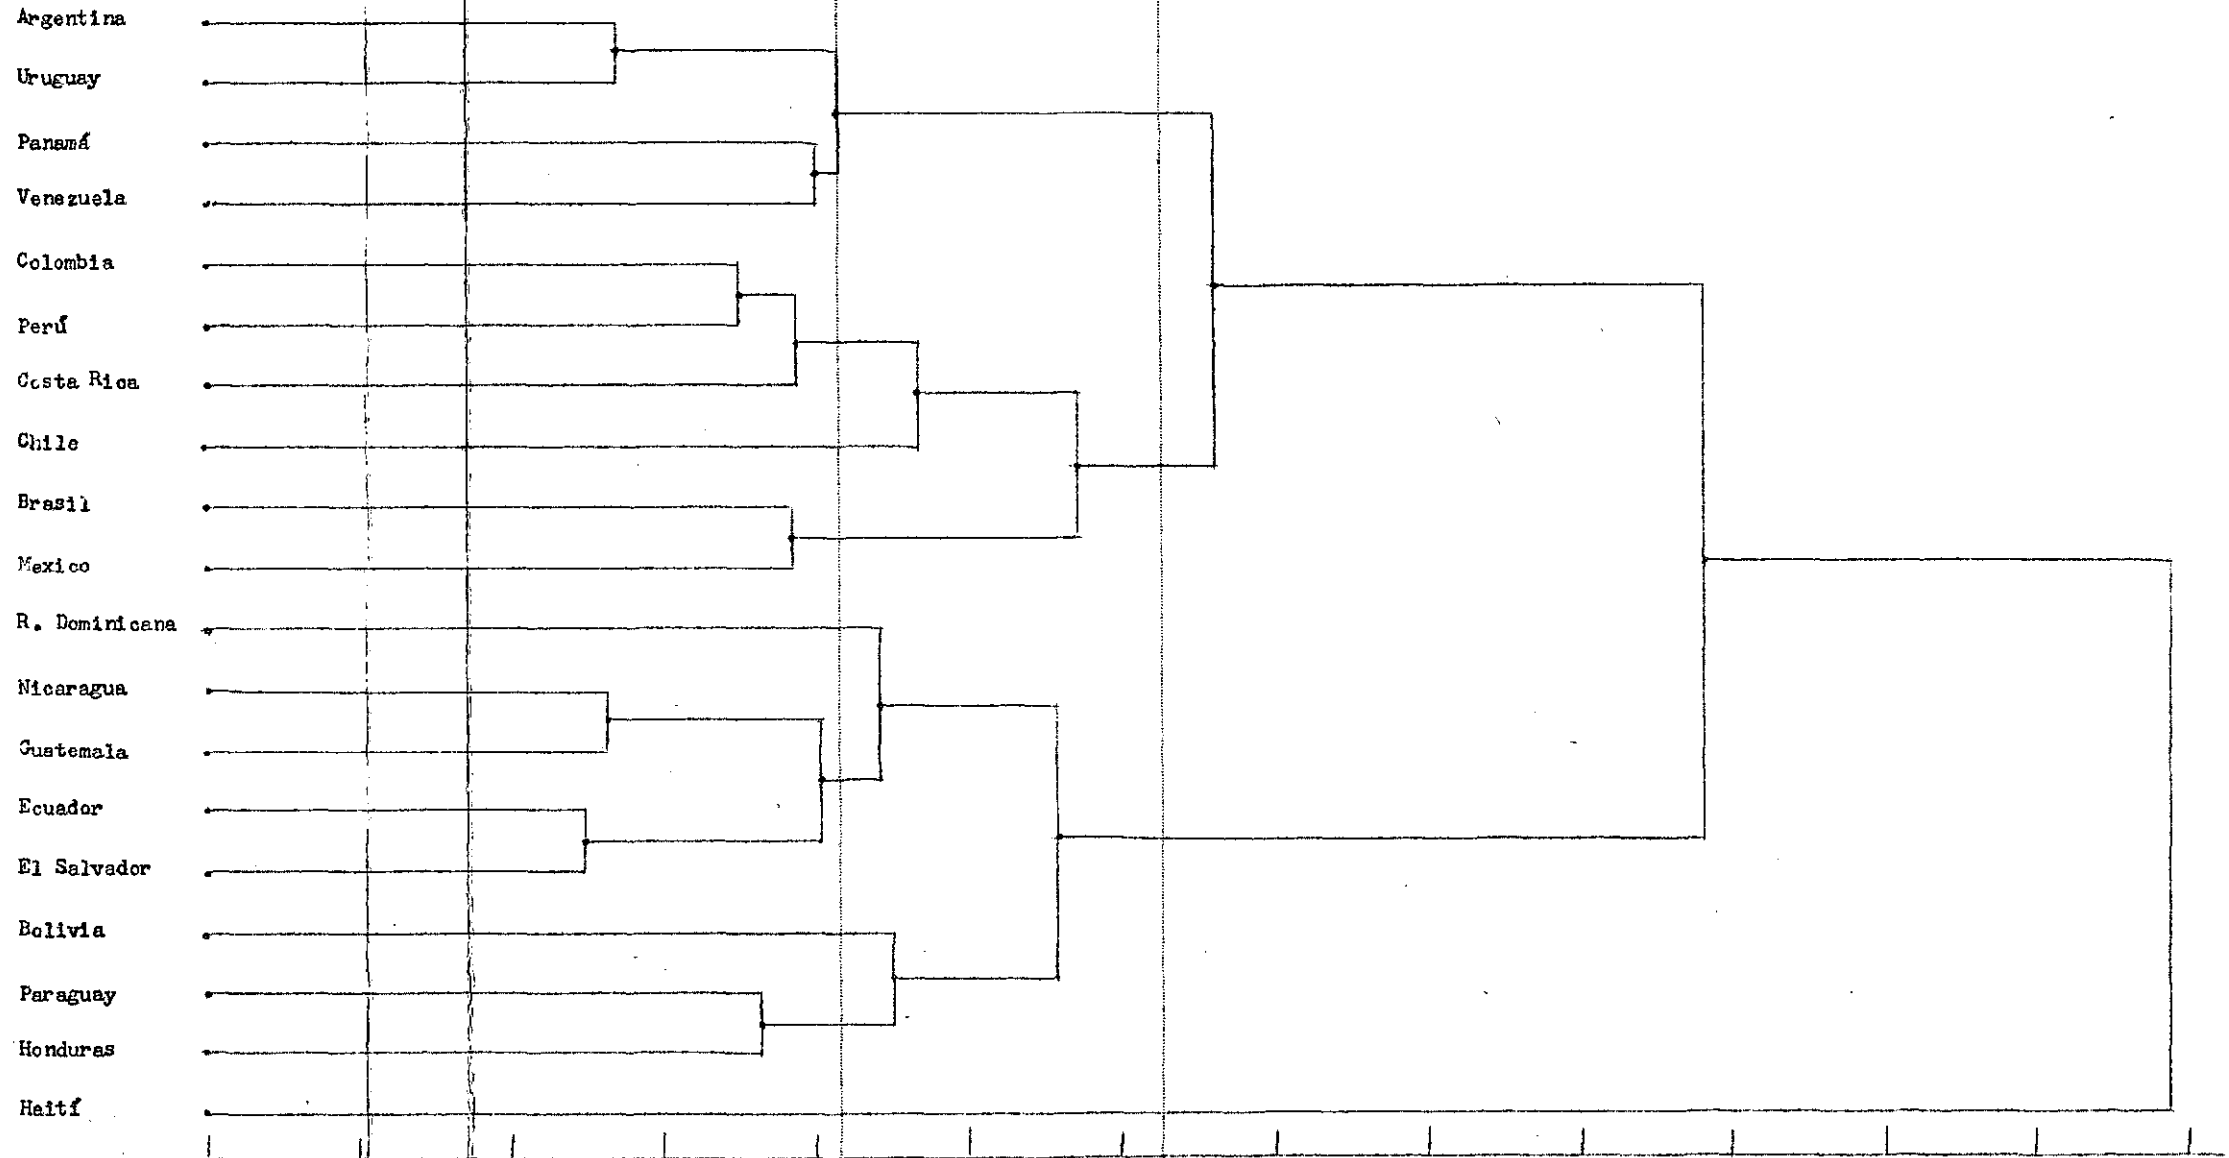 Argentina
Uruguay
Panamá
Venezuela
Colombia
Perú
Costa Rica
Chile
Brasil
Mexico
R. Dominicana
Nicaragua
Guatemala
Ecuador
El Salvador
Bolivia
Paraguay
Honduras
Haití